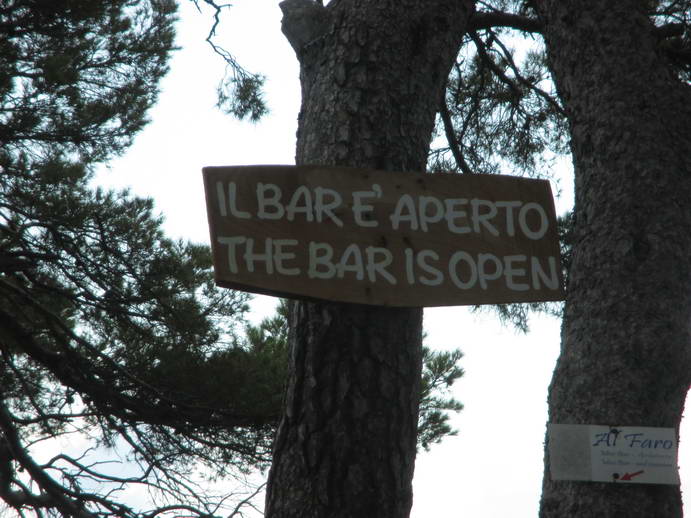 IL BAR E' APERTO
THE BAR IS OPEN
Al Faro